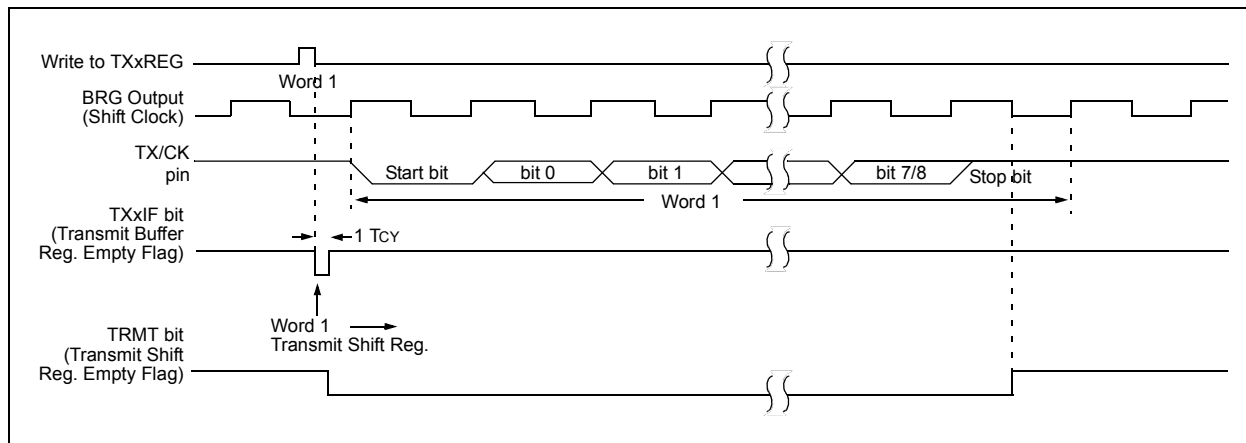 Write to TXxREG
Word 1
BRG Output
(Shift Clock)
TX/CK
pin
Start bit
bit 0
bit 1
bit 7/8
Stop bit
Word 1
TXxIF bit
(Transmit Buffer
Reg. Empty Flag)
1 TCY
Word 1
Transmit Shift Reg.
TRMT bit
(Transmit Shift
Reg. Empty Flag)